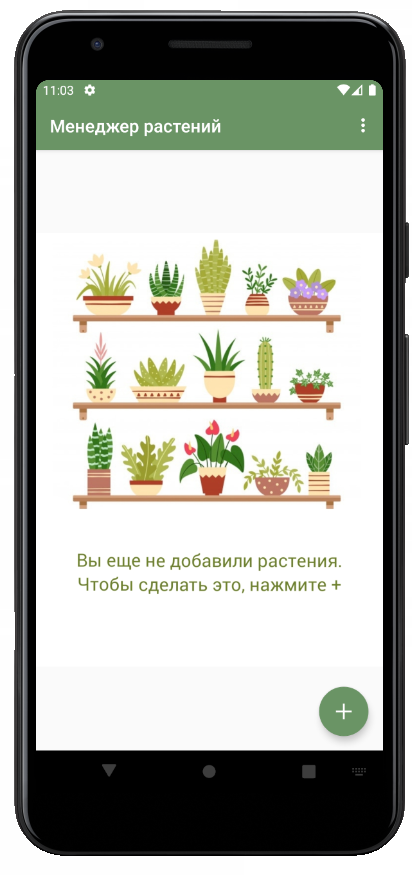 11:03
Менеджер растений
Вы еще не добавили растения.
Чтобы сделать это, нажмите +
+